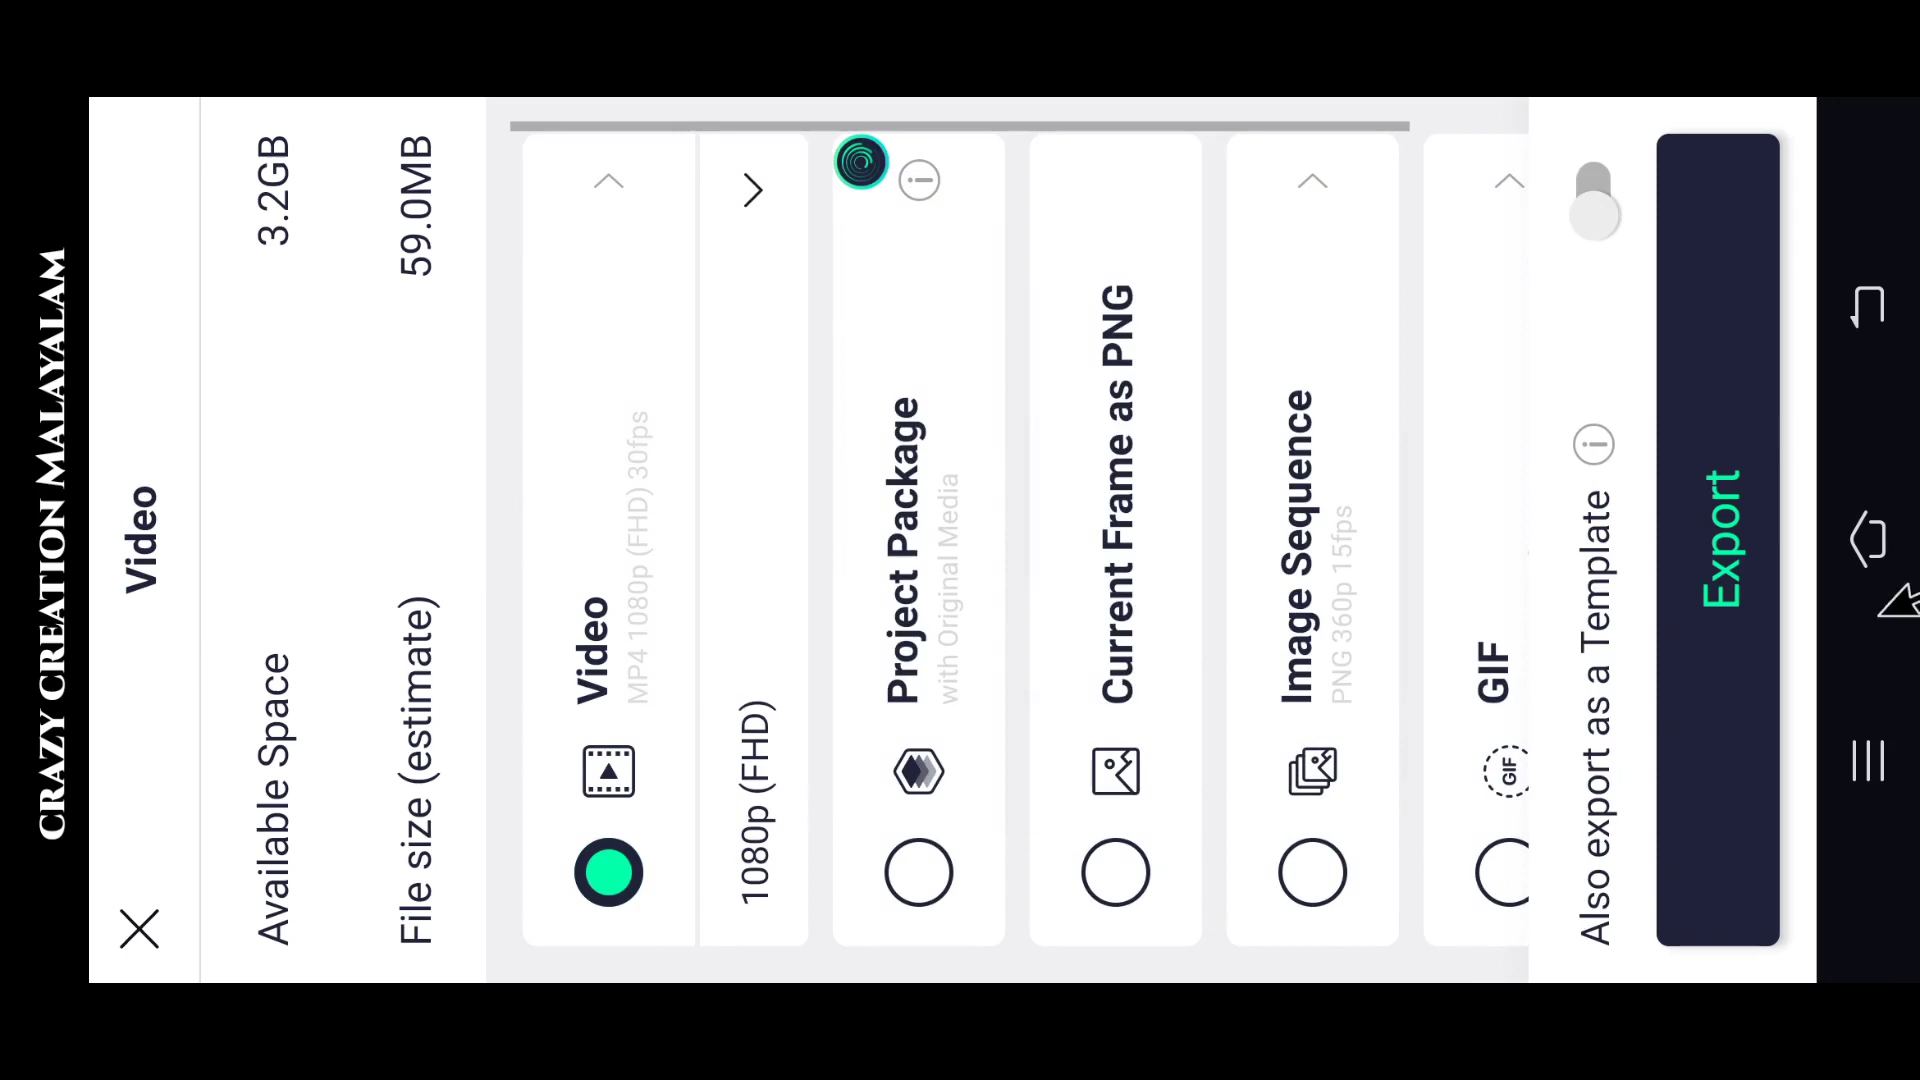 CRAZY CREATION MALAYALAM
Video
Available Space 3.2GB
File size (estimate) 59.0MB
Video
MP4 1080p (FHD) 30fps
1080p (FHD)
Project Package
with Original Media
Current Frame as PNG
Image Sequence
PNG 360p 15fps
GIF
GIF
Also export as a Template
Export